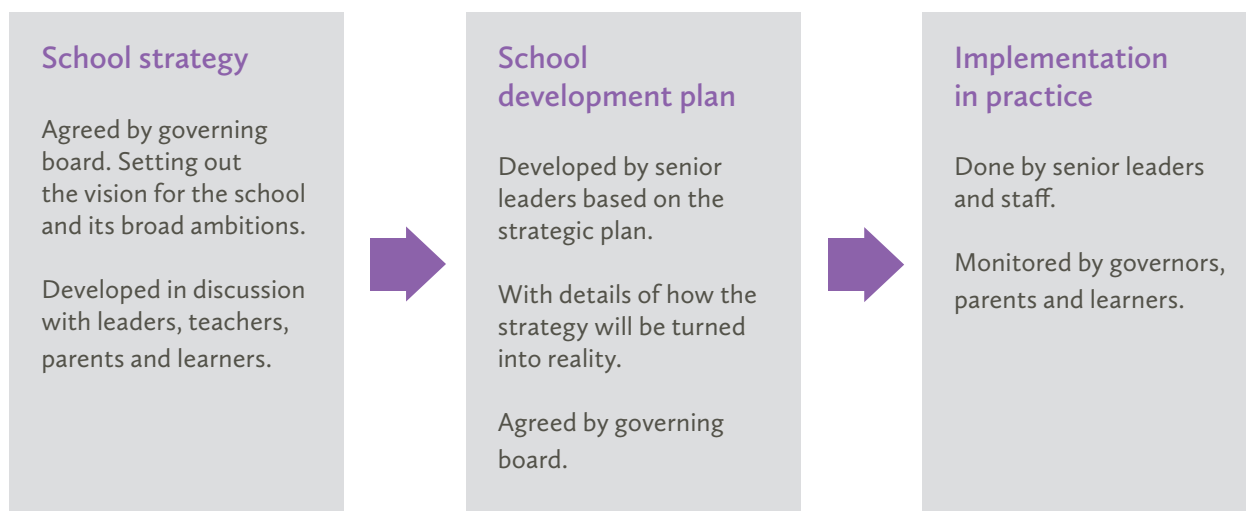 School strategy
Agreed by governing
board. Setting out
the vision for the school
and its broad ambitions.
Developed in discussion
with leaders, teachers,
parents and learners.
School
development plan
Developed by senior
leaders based on the
strategic plan.
With details of how the
strategy will be turned
into reality.
Agreed by governing
board.
Implementation
in practice
Done by senior leaders
and staff.
Monitored by governors,
parents and learners.